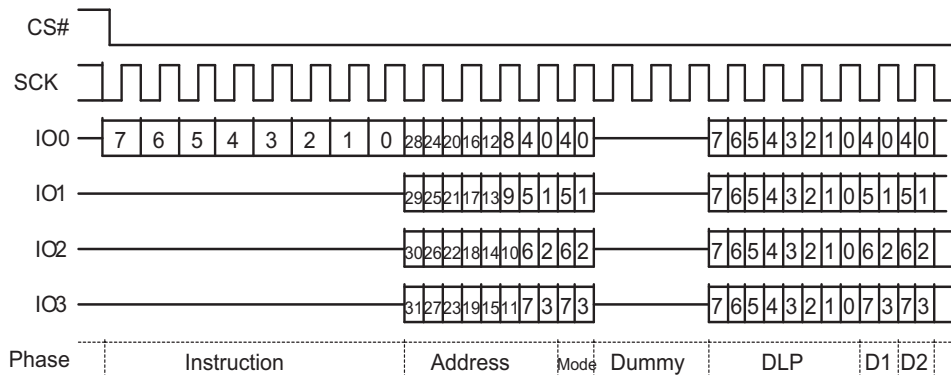 CS#
SCK
IO0 7 6 5 4 3 2 1 0 28 24 20 16 12 8 4 0 4 0 7 6 5 4 3 2 1 0 4 0 4 0
IO1 29 25 21 17 13 9 5 1 5 1 7 6 5 4 3 2 1 0 5 1 5 1
IO2 30 26 22 18 14 10 6 2 6 2 7 6 5 4 3 2 1 0 6 2 6 2
IO3 31 27 23 19 15 11 7 3 7 3 7 6 5 4 3 2 1 0 7 3 7 3
Phase Instruction Address Mode Dummy DLP D1 D2